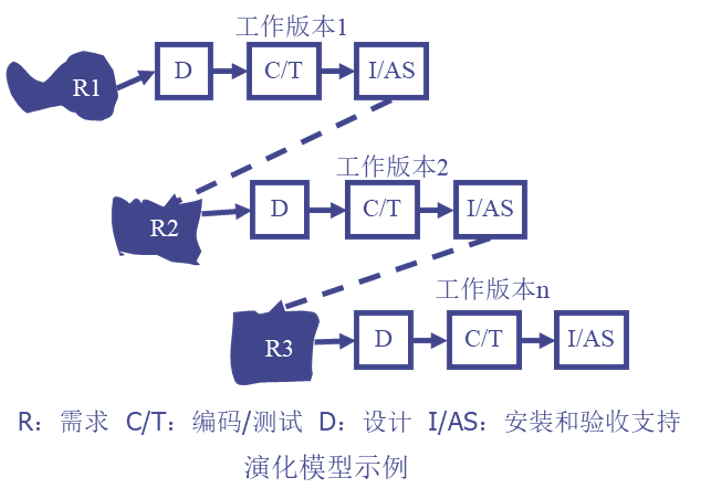 工作版本1
R1
D
C/T
I/AS
工作版本2
R2
D
C/T
I/AS
工作版本n
R3
D
C/T
I/AS
R：需求 C/T：编码/测试 D：设计 I/AS：安装和验收支持
演化模型示例